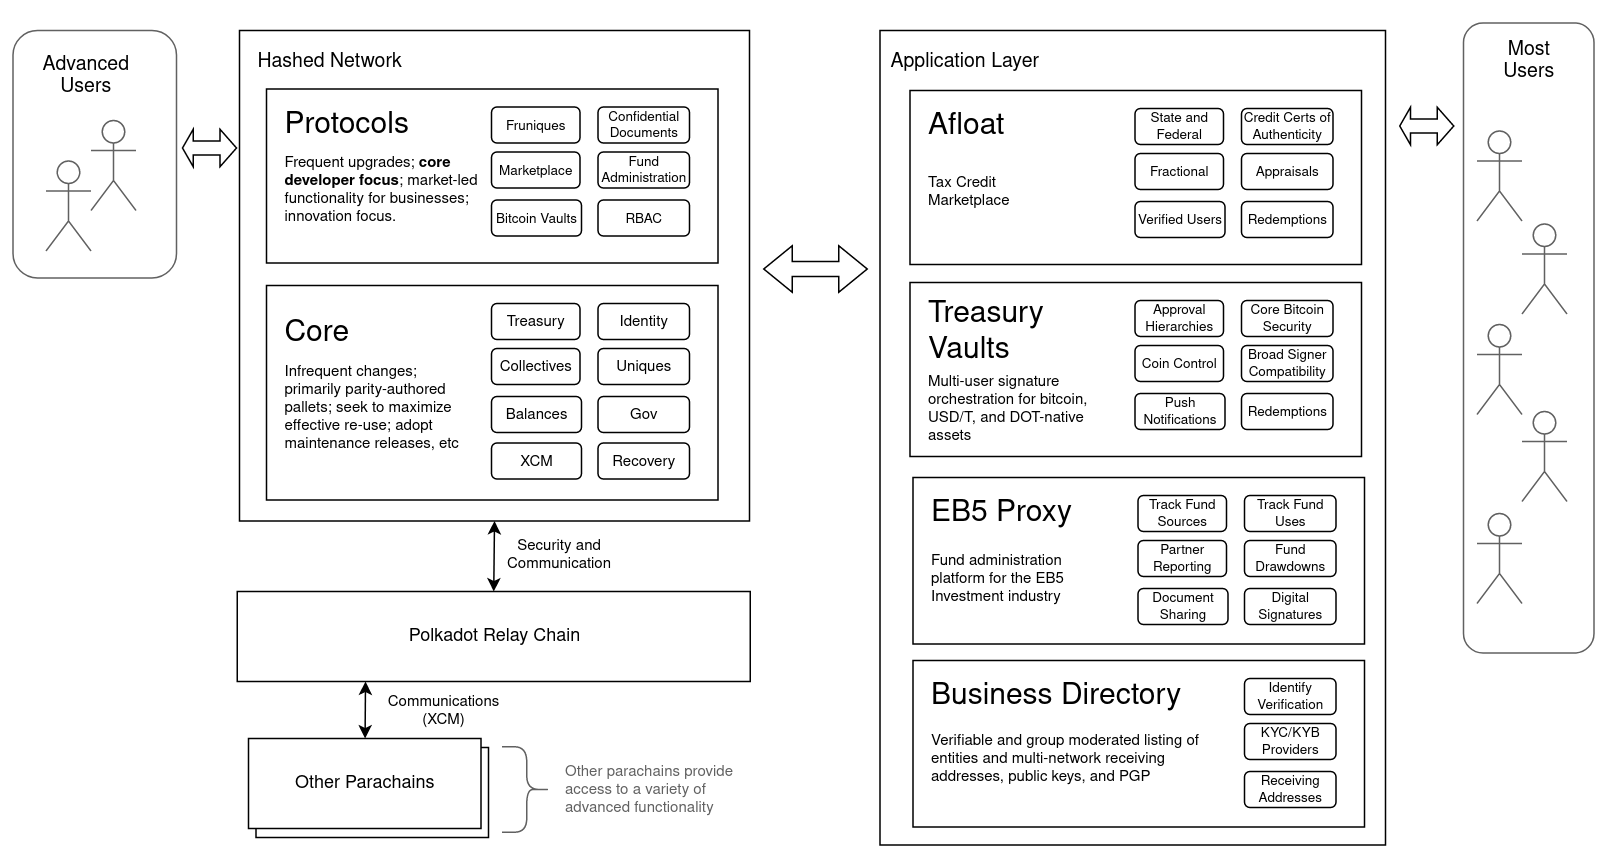 Advanced
Users
Hashed Network
Protocols
Frequent upgrades; core
developer focus; market-led
functionality for businesses;
innovation focus.
Fruniques
Confidential
Documents
Marketplace
Fund
Administration
Bitcoin Vaults
RBAC
Core
Infrequent changes;
primarily parity-authored
pallets; seek to maximize
effective re-use; adopt
maintenance releases, etc
Treasury
Identity
Collectives
Uniques
Balances
Gov
XCM
Recovery
Security and
Communication
Polkadot Relay Chain
Communications
(XCM)
Other Parachains
Other parachains provide
access to a variety of
advanced functionality
Application Layer
Afloat
Tax Credit
Marketplace
State and
Federal
Credit Certs of
Authenticity
Fractional
Appraisals
Verified Users
Redemptions
Treasury
Vaults
Multi-user signature
orchestration for bitcoin,
USD/T, and DOT-native
assets
Approval
Hierarchies
Core Bitcoin
Security
Coin Control
Broad Signer
Compatibility
Push
Notifications
Redemptions
EB5 Proxy
Fund administration
platform for the EB5
Investment industry
Track Fund
Sources
Track Fund
Uses
Partner
Reporting
Fund
Drawdowns
Document
Sharing
Digital
Signatures
Business Directory
Verifiable and group moderated listing of
entities and multi-network receiving
addresses, public keys, and PGP
Identify
Verification
KYC/KYB
Providers
Receiving
Addresses
Most
Users